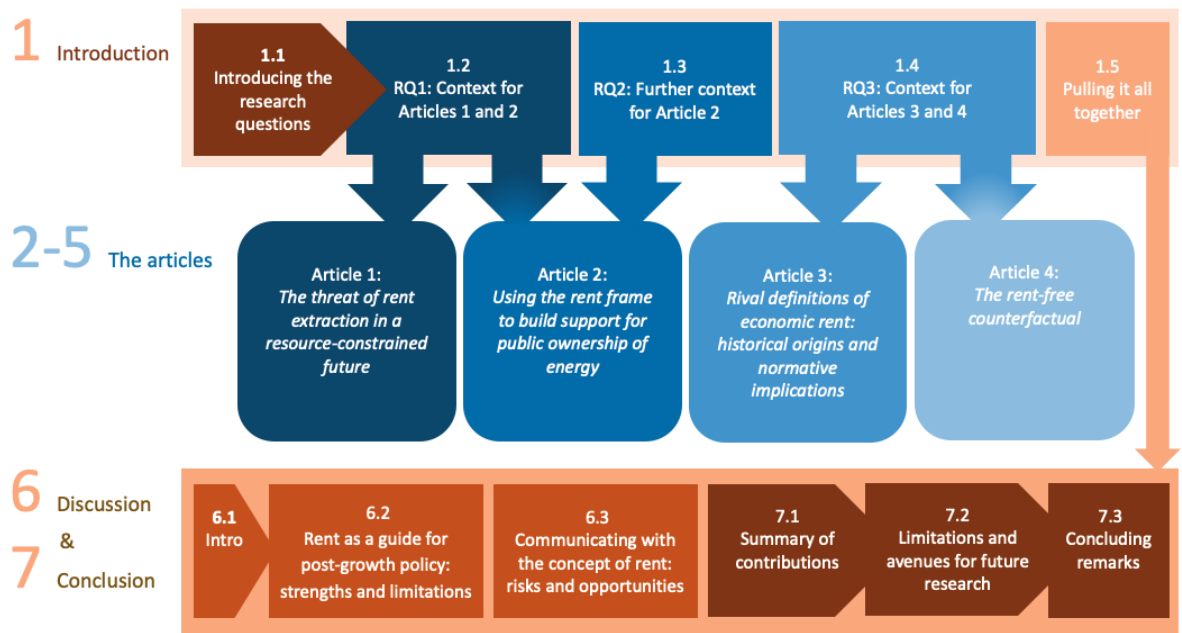 1 Introduction
1.1
Introducing the
research
questions
1.2
RQ1: Context for
Articles 1 and 2
1.3
RQ2: Further context
for Article 2
1.4
RQ3: Context for
Articles 3 and 4
1.5
Pulling it all
together
2-5 The articles
Article 1:
The threat of rent
extraction in a
resource-constrained
future
Article 2:
Using the rent frame
to build support for
public ownership of
energy
Article 3:
Rival definitions of
economic rent:
historical origins and
normative
implications
Article 4:
The rent-free
counterfactual
6 Discussion
&
7 Conclusion
6.1
Intro
6.2
Rent as a guide for
post-growth policy:
strengths and limitations
6.3
Communicating with
the concept of rent:
risks and opportunities
7.1
Summary of
contributions
7.2
Limitations and
avenues for future
research
7.3
Concluding
remarks